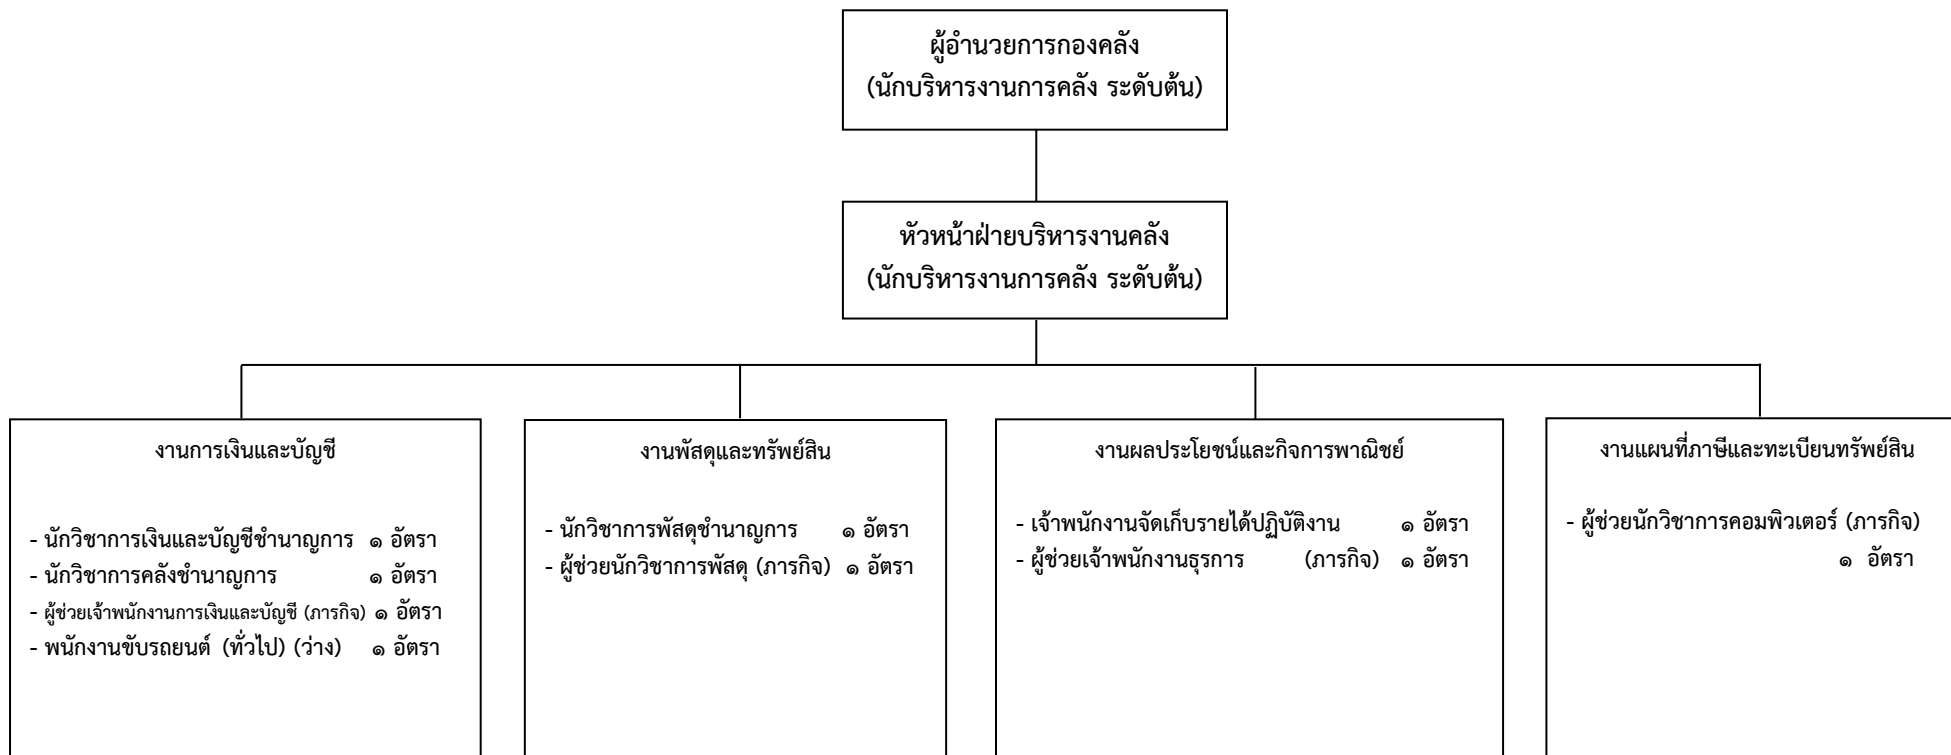 ผู้อำนวยการกองคลัง
(นักบริหารงานการคลัง ระดับต้น)
หัวหน้าฝ่ายบริหารงานคลัง
(นักบริหารงานการคลัง ระดับต้น)
งานการเงินและบัญชี
- นักวิชาการเงินและบัญชีชำนาญการ ๑ อัตรา
- นักวิชาการคลังชำนาญการ ๑ อัตรา
- ผู้ช่วยเจ้าพนักงานการเงินและบัญชี (ภารกิจ) ๑ อัตรา
- พนักงานขับรถยนต์ (ทั่วไป) (ว่าง) ๑ อัตรา
งานพัสดุและทรัพย์สิน
- นักวิชาการพัสดุชำนาญการ ๑ อัตรา
- ผู้ช่วยนักวิชาการพัสดุ (ภารกิจ) ๑ อัตรา
งานผลประโยชน์และกิจการพาณิชย์
- เจ้าพนักงานจัดเก็บรายได้ปฏิบัติงาน ๑ อัตรา
- ผู้ช่วยเจ้าพนักงานธุรการ (ภารกิจ) ๑ อัตรา
งานแผนที่ภาษีและทะเบียนทรัพย์สิน
- ผู้ช่วยนักวิชาการคอมพิวเตอร์ (ภารกิจ)
๑ อัตรา